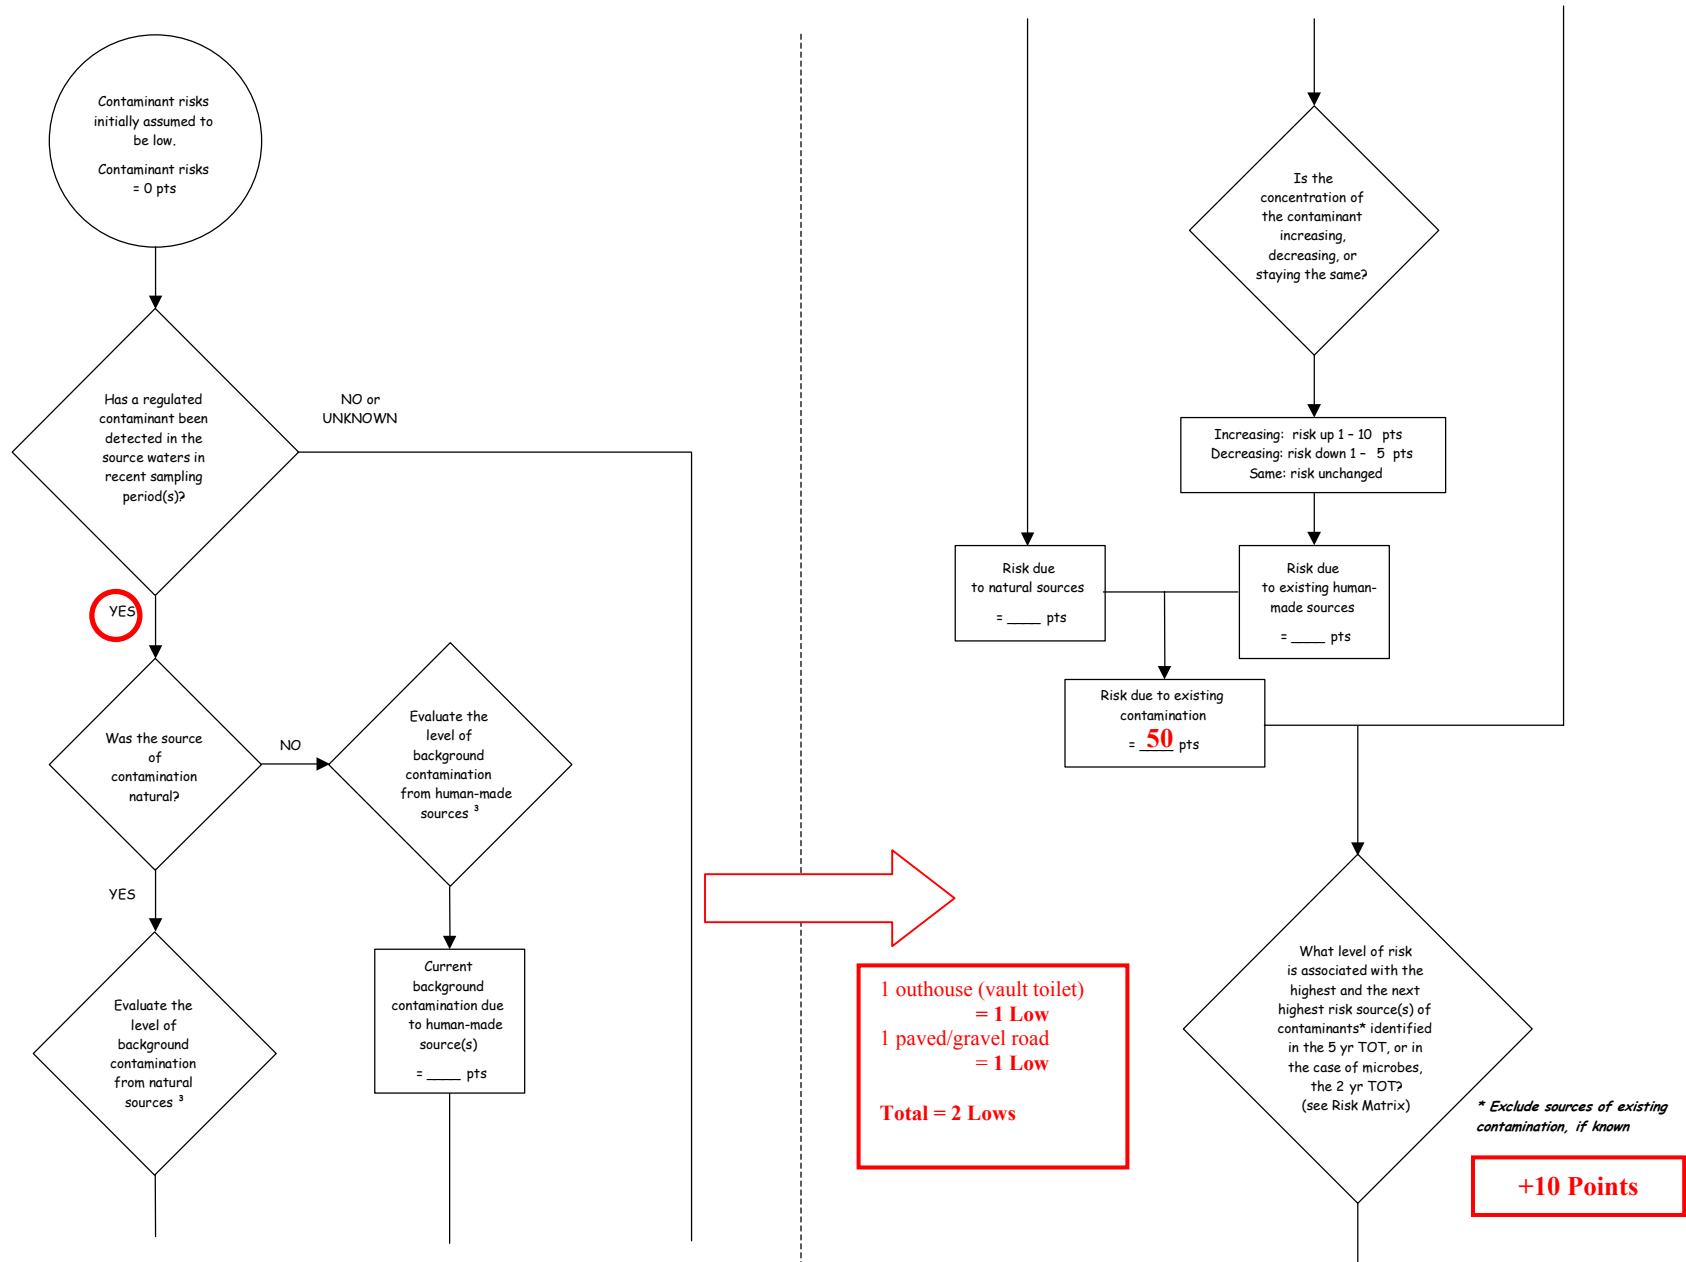 Contaminant risks
initially assumed to
be low.
Contaminant risks
= 0 pts
Has a regulated
contaminant been
detected in the
source waters in
recent sampling
period(s)?
NO or
UNKNOWN
YES
Was the source
of
contamination
natural?
NO
Evaluate the
level of
background
contamination
from human-made
sources ³
YES
Evaluate the
level of
background
contamination
from natural
sources ³
Current
background
contamination due
to human-made
source(s)
= ____ pts
Is the
concentration of
the contaminant
increasing,
decreasing, or
staying the same?
Increasing: risk up 1 – 10 pts
Decreasing: risk down 1 – 5 pts
Same: risk unchanged
Risk due
to natural sources
= ____ pts
Risk due
to existing human-
made sources
= ____ pts
Risk due to existing
contamination
= 50 pts
1 outhouse (vault toilet)
= 1 Low
1 paved/gravel road
= 1 Low
Total = 2 Lows
What level of risk
is associated with the
highest and the next
highest risk source(s) of
contaminants* identified
in the 5 yr TOT, or in
the case of microbes,
the 2 yr TOT?
(see Risk Matrix)
* Exclude sources of existing
contamination, if known
+10 Points